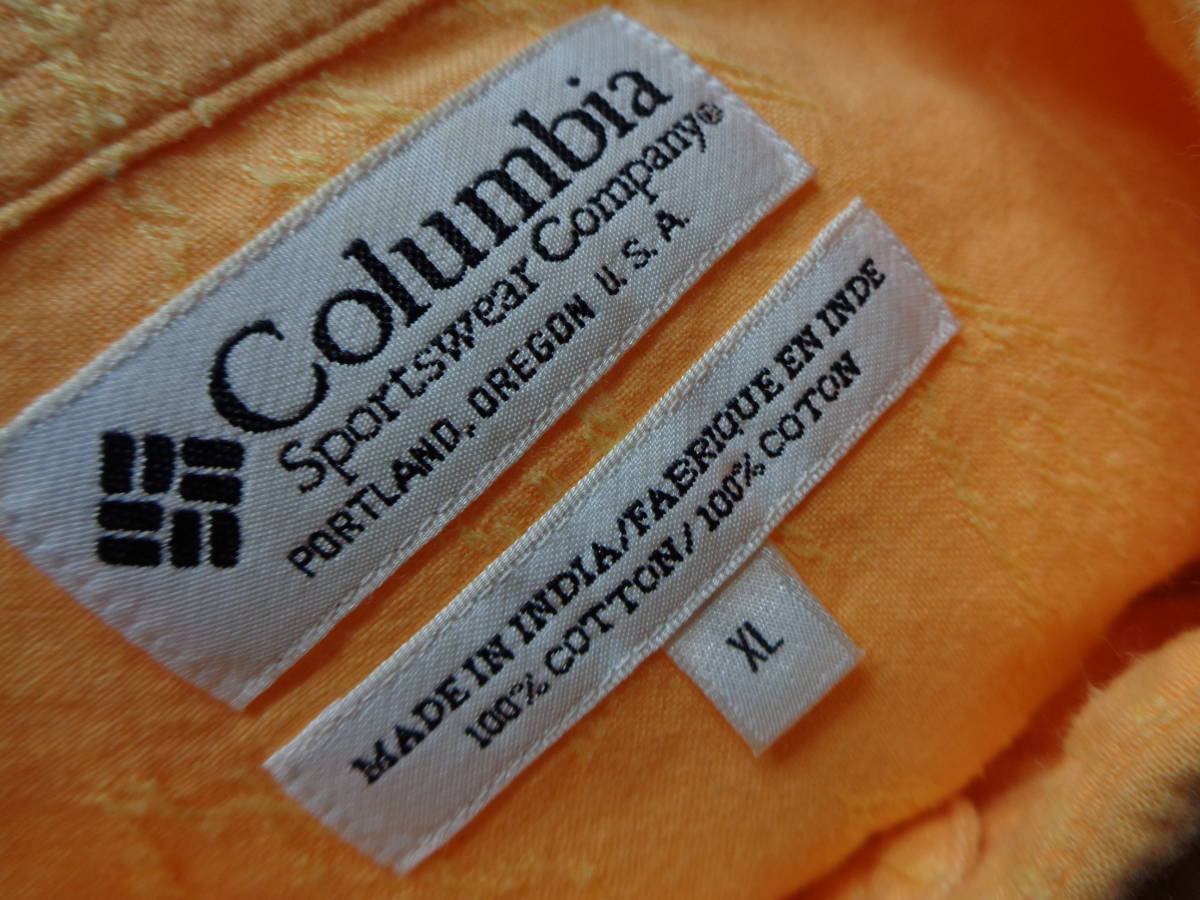 Columbia
Sportswear Company®
PORTLAND, OREGON U.S.A.
MADE IN INDIA/FABRIQUE EN INDE
100% COTTON/100% COTON
XL